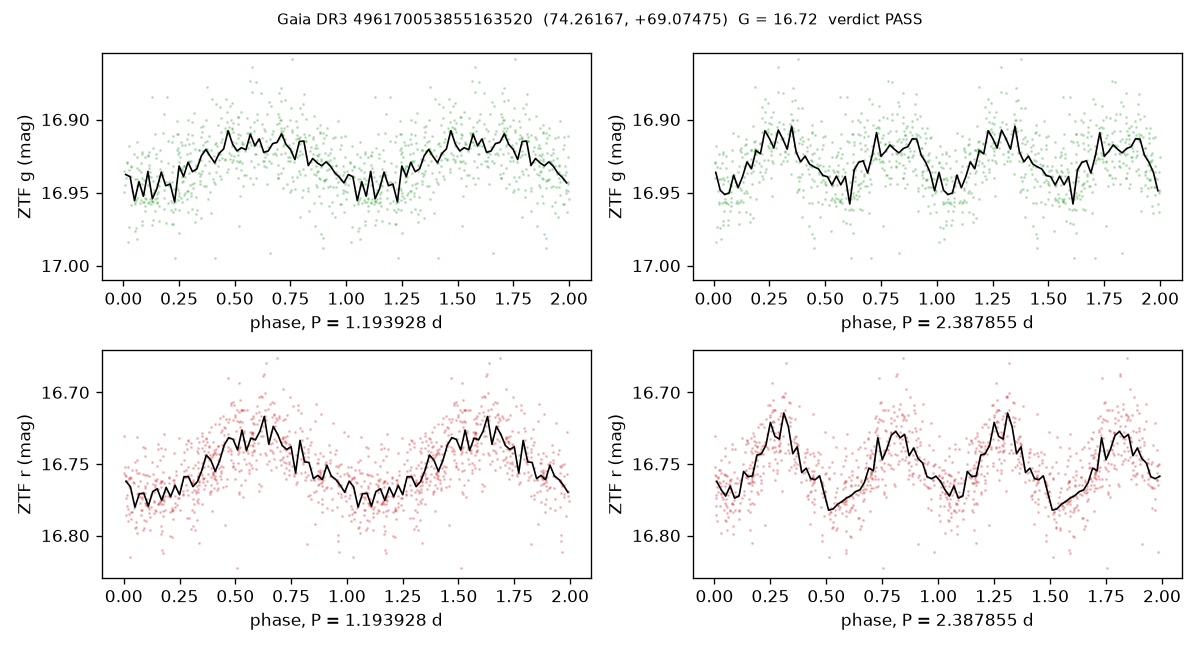 Gaia DR3 496170053855163520  (74.26167, +69.07475)  G = 16.72  verdict PASS
ZTF g (mag)
16.90
16.95
17.00
0.00 0.25 0.50 0.75 1.00 1.25 1.50 1.75 2.00
phase, P = 1.193928 d
ZTF g (mag)
16.90
16.95
17.00
0.00 0.25 0.50 0.75 1.00 1.25 1.50 1.75 2.00
phase, P = 2.387855 d
ZTF r (mag)
16.70
16.75
16.80
0.00 0.25 0.50 0.75 1.00 1.25 1.50 1.75 2.00
phase, P = 1.193928 d
ZTF r (mag)
16.70
16.75
16.80
0.00 0.25 0.50 0.75 1.00 1.25 1.50 1.75 2.00
phase, P = 2.387855 d